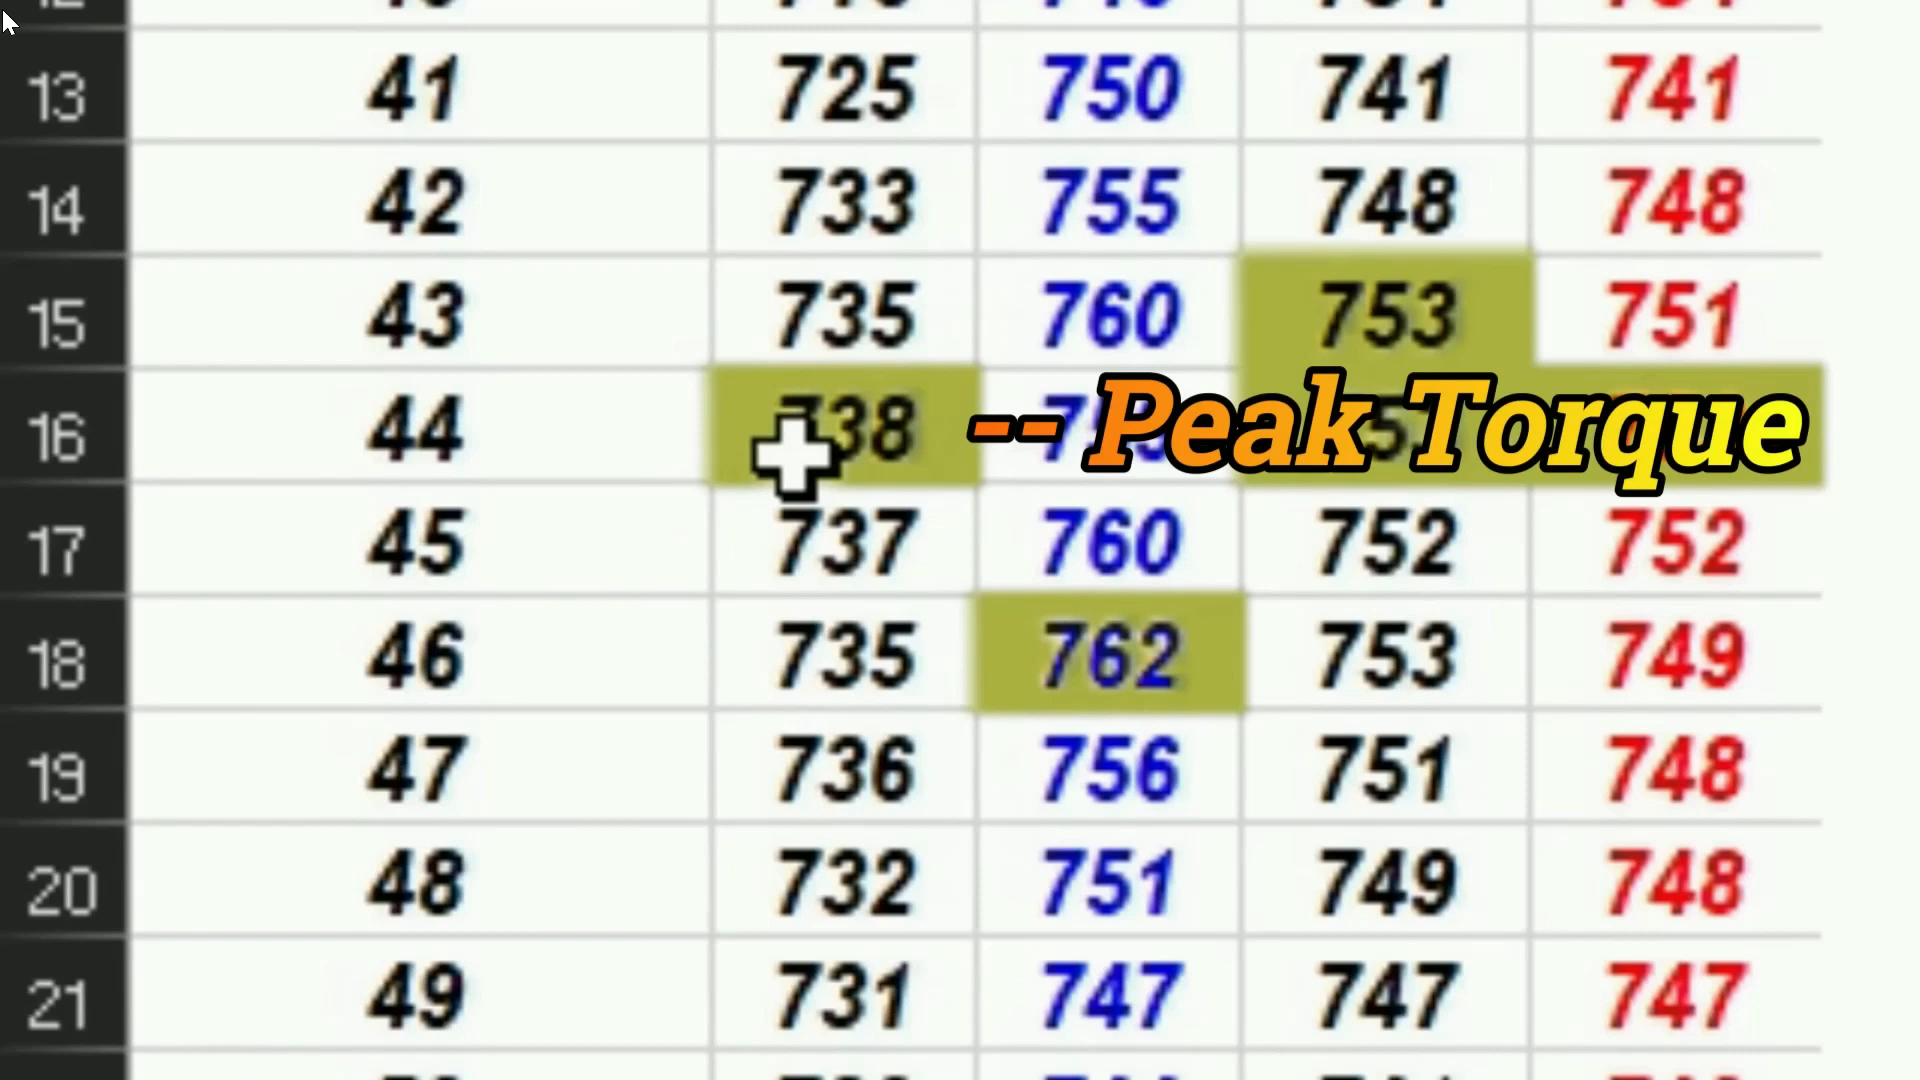 13 41 725 750 741 741
14 42 733 755 748 748
15 43 735 760 753 751
16 44 738 -- Peak Torque
17 45 737 760 752 752
18 46 735 762 753 749
19 47 736 756 751 748
20 48 732 751 749 748
21 49 731 747 747 747